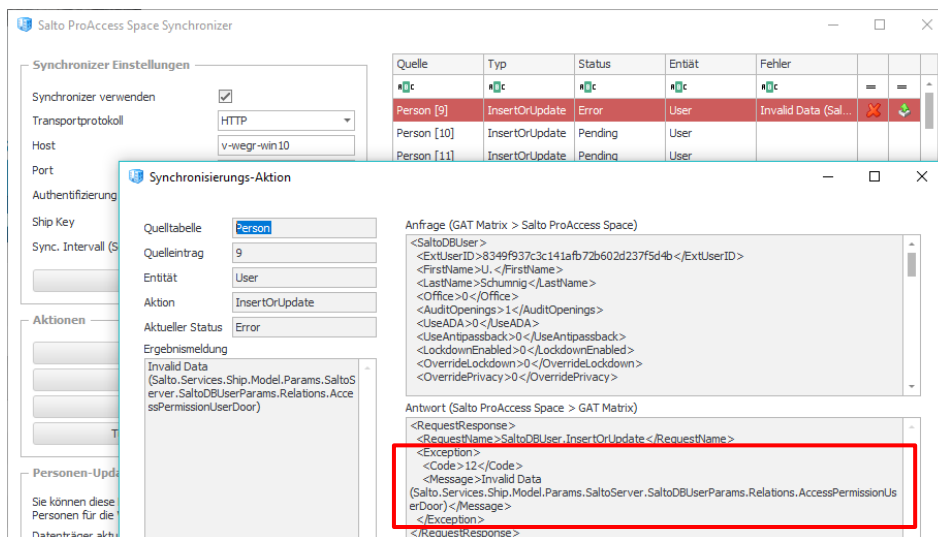 Salto ProAccess Space Synchronizer
Synchronizer Einstellungen
Synchronizer verwenden
Transportprotokoll HTTP
Host v-wegr-win10
Port
Authentifizierung
Ship Key
Sync. Intervall (S
Aktionen
T
Personen-Upda
Sie können diese
Personen für die
Datenträger aktu
Quelle Typ Status Entiät Fehler
Person [9] InsertOrUpdate Error User Invalid Data (Sal...
Person [10] InsertOrUpdate Pending User
Person [11] InsertOrUpdate Pending User
Synchronisierungs-Aktion
Quelltabelle Person
Quelleintrag 9
Entität User
Aktion InsertOrUpdate
Aktueller Status Error
Ergebnismeldung
Invalid Data
(Salto.Services.Ship.Model.Params.SaltoS
erver.SaltoDBUserParams.Relations.Acce
ssPermissionUserDoor)
Anfrage (GAT Matrix > Salto ProAccess Space)
<SaltoDBUser>
<ExtUserID>8349f937c3c141afb72b602d237f5d4b</ExtUserID>
<FirstName>U.</FirstName>
<LastName>Schumnig</LastName>
<Office>0</Office>
<AuditOpenings>1</AuditOpenings>
<UseADA>0</UseADA>
<UseAntipassback>0</UseAntipassback>
<LockdownEnabled>0</LockdownEnabled>
<OverrideLockdown>0</OverrideLockdown>
<OverridePrivacy>0</OverridePrivacy>
Antwort (Salto ProAccess Space > GAT Matrix)
<RequestResponse>
<RequestName>SaltoDBUser.InsertOrUpdate</RequestName>
<Exception>
<Code>12</Code>
<Message>Invalid Data
(Salto.Services.Ship.Model.Params.SaltoServer.SaltoDBUserParams.Relations.AccessPermissionUs
erDoor)</Message>
</Exception>
</RequestResponse>